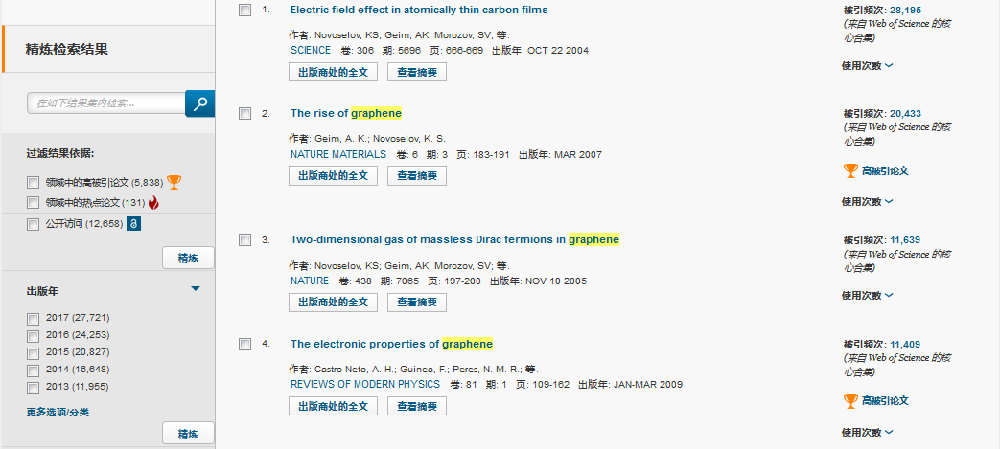 精炼检索结果
在如下结果集内检索...
过滤结果依据:
领域中的高被引论文 (5,838)
领域中的热点论文 (131)
公开访问 (12,658)
精炼
出版年
2017 (27,721)
2016 (24,253)
2015 (20,827)
2014 (16,648)
2013 (11,955)
更多选项/分类...
精炼
1. Electric field effect in atomically thin carbon films
作者: Novoselov, KS; Geim, AK; Morozov, SV; 等.
SCIENCE 卷: 306 期: 5696 页: 666-669 出版年: OCT 22 2004
出版商处的全文 查看摘要
被引频次: 28,195
(来自 Web of Science 的核
心合集)
使用次数
2. The rise of graphene
作者: Geim, A. K.; Novoselov, K. S.
NATURE MATERIALS 卷: 6 期: 3 页: 183-191 出版年: MAR 2007
出版商处的全文 查看摘要
被引频次: 20,433
(来自 Web of Science 的核
心合集)
高被引论文
使用次数
3. Two-dimensional gas of massless Dirac fermions in graphene
作者: Novoselov, KS; Geim, AK; Morozov, SV; 等.
NATURE 卷: 438 期: 7065 页: 197-200 出版年: NOV 10 2005
出版商处的全文 查看摘要
被引频次: 11,639
(来自 Web of Science 的核
心合集)
使用次数
4. The electronic properties of graphene
作者: Castro Neto, A. H.; Guinea, F.; Peres, N. M. R.; 等.
REVIEWS OF MODERN PHYSICS 卷: 81 期: 1 页: 109-162 出版年: JAN-MAR 2009
出版商处的全文 查看摘要
被引频次: 11,409
(来自 Web of Science 的核
心合集)
高被引论文
使用次数